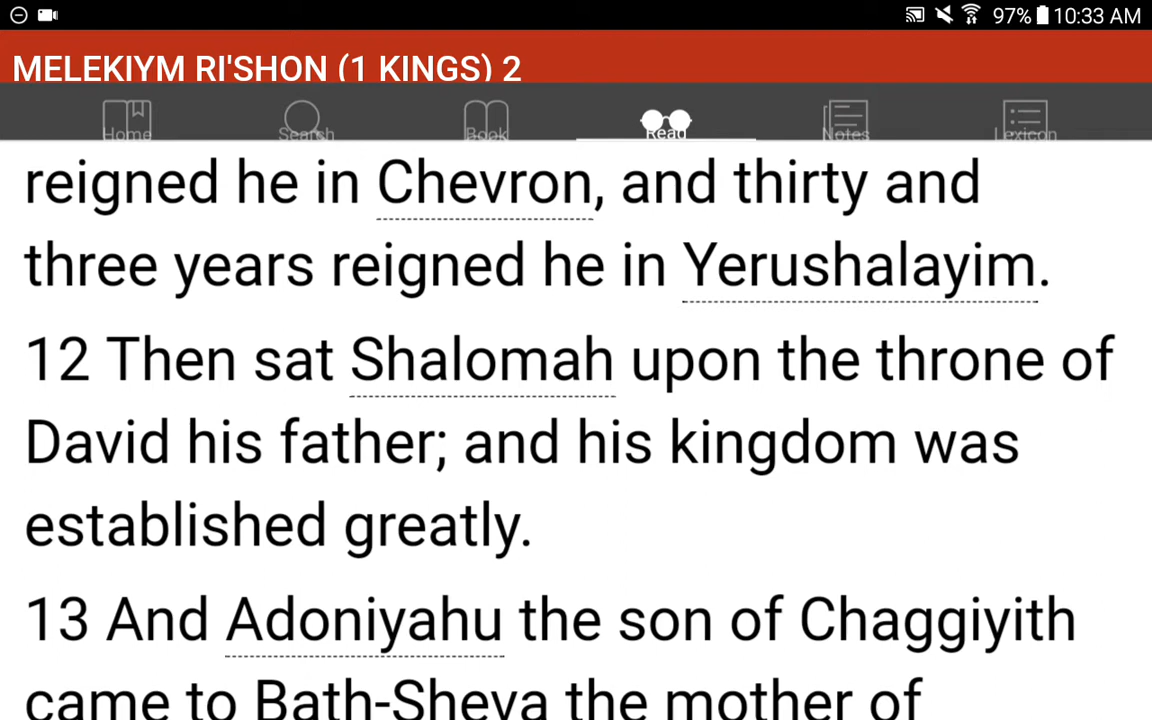 97% 10:33 AM
MELEKIYM RI'SHON (1 KINGS) 2
Home Search Book Read Notes Lexicon
reigned he in Chevron, and thirty and
three years reigned he in Yerushalayim.
12 Then sat Shalomah upon the throne of
David his father; and his kingdom was
established greatly.
13 And Adoniyahu the son of Chaggiyith
came to Bath-Sheva the mother of